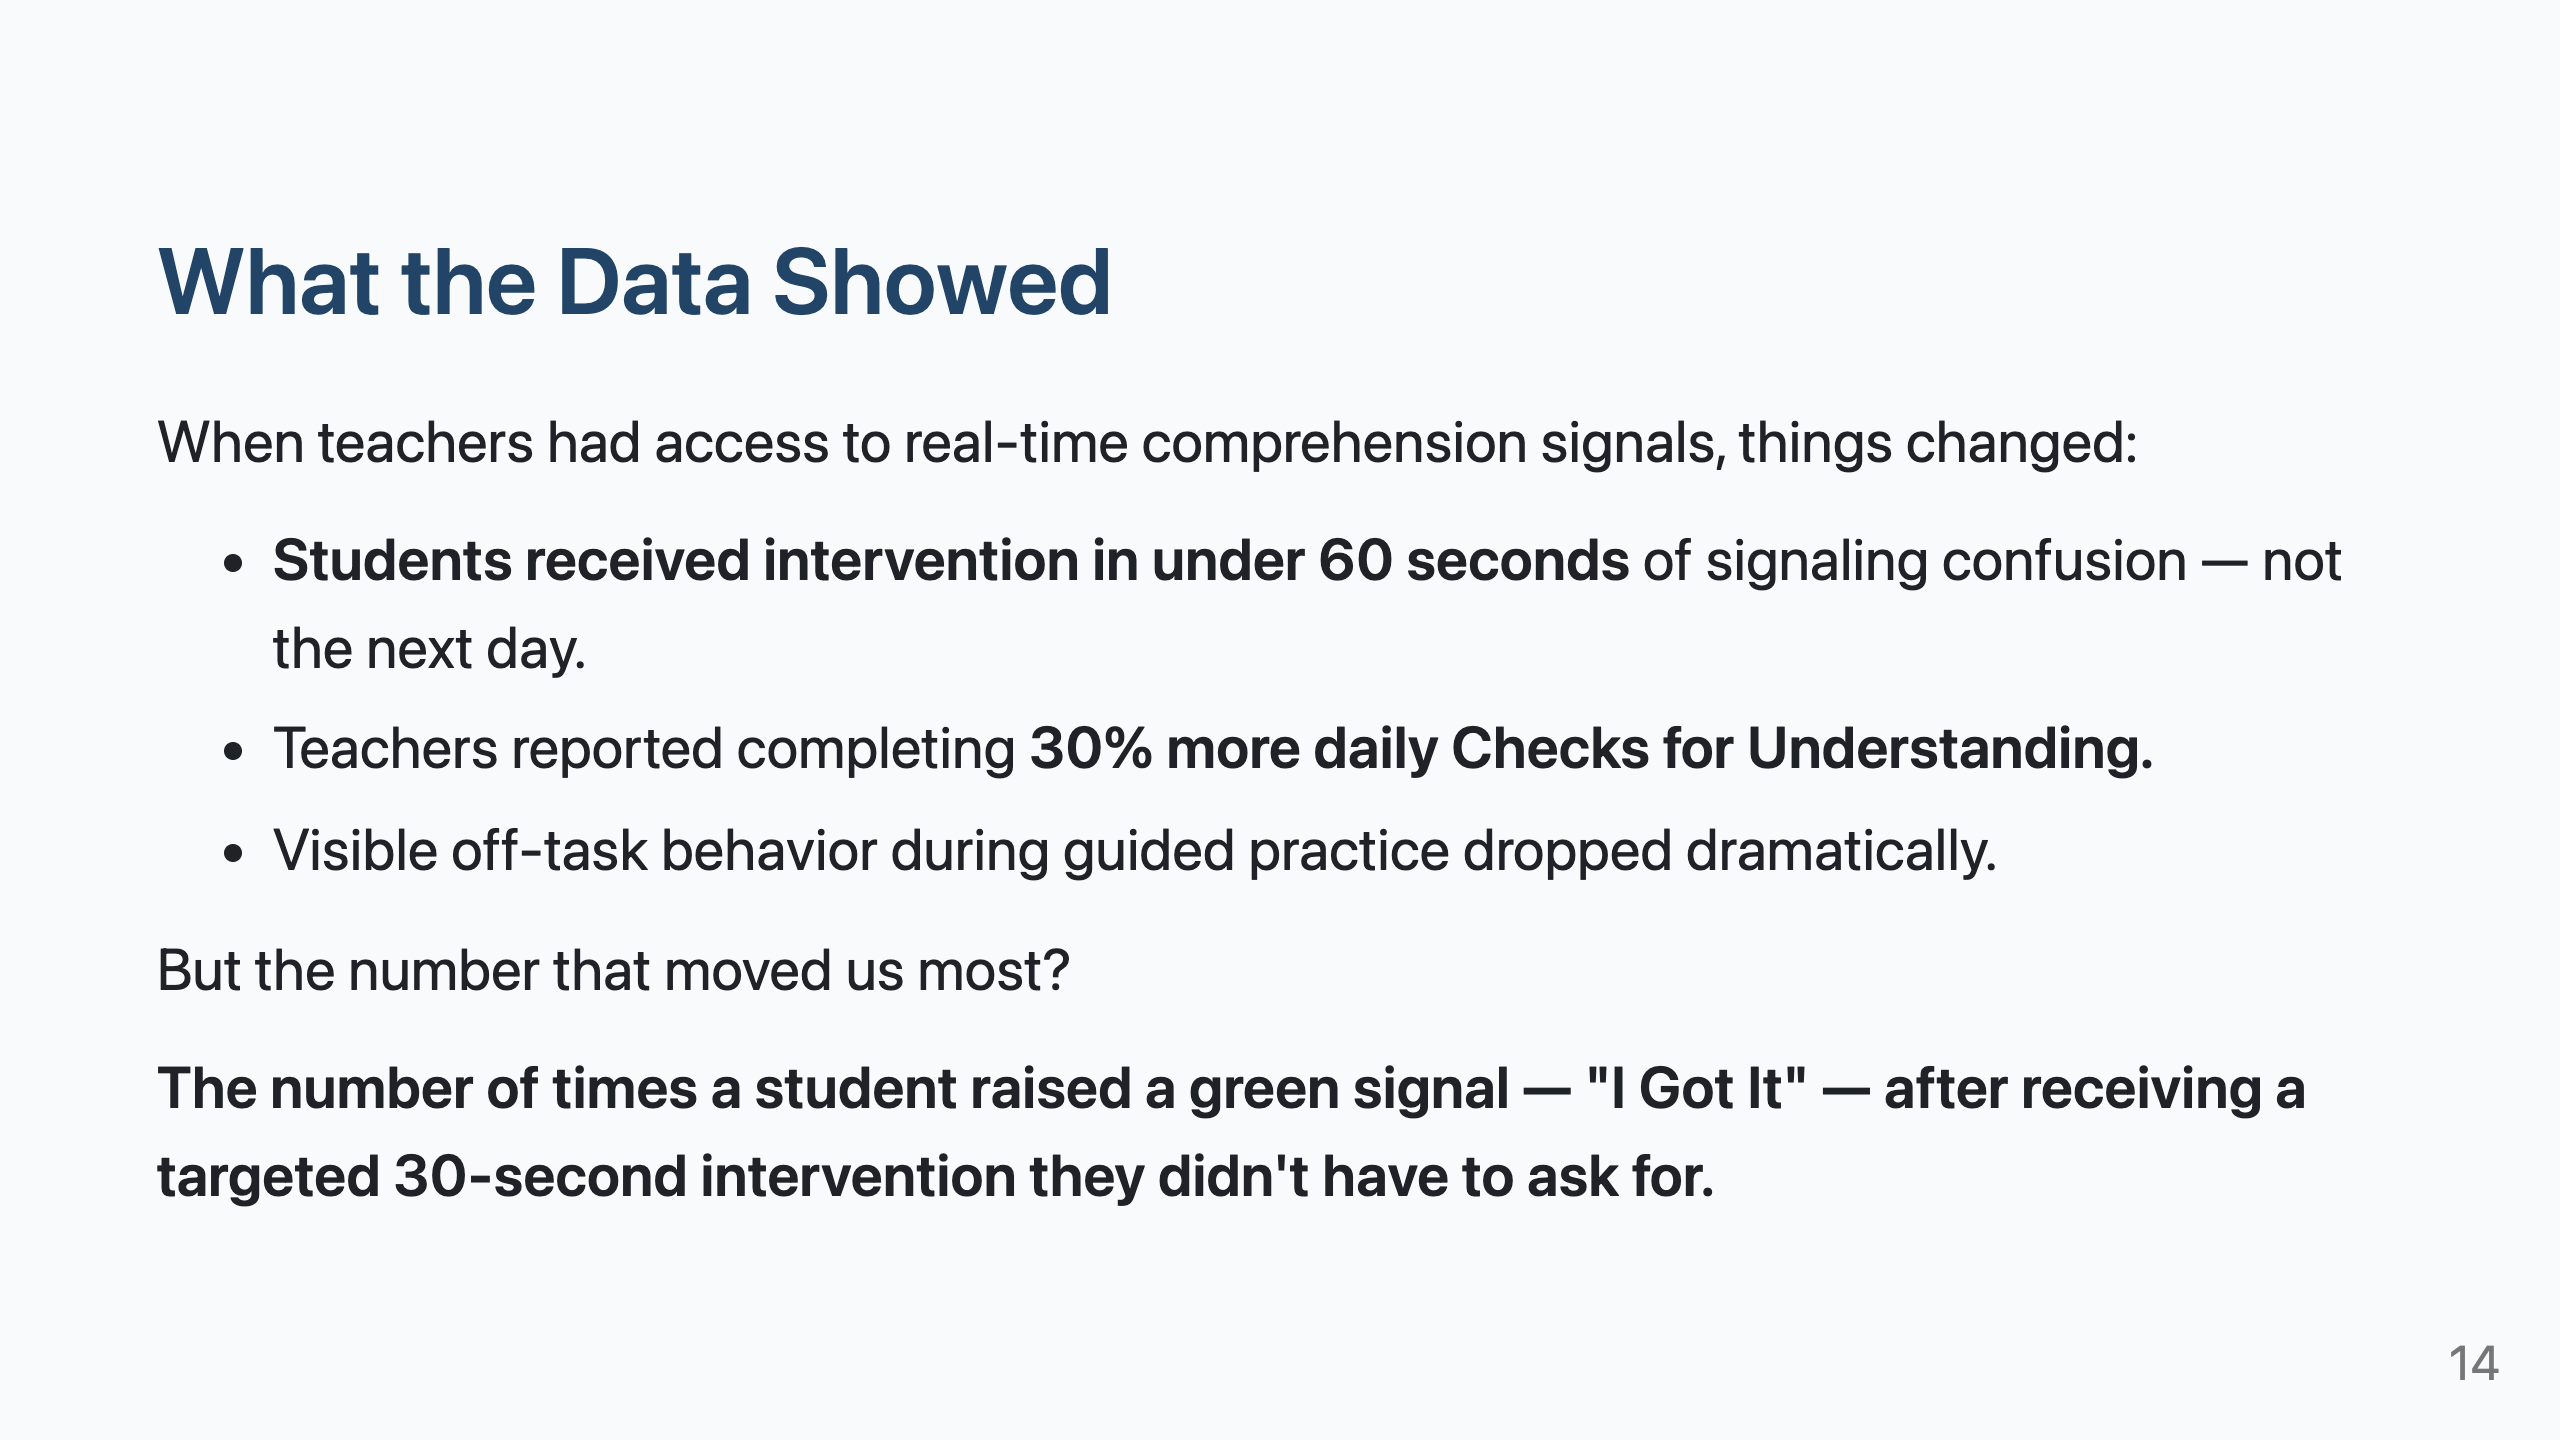 What the Data Showed
When teachers had access to real-time comprehension signals, things changed:
• Students received intervention in under 60 seconds of signaling confusion — not
the next day.
• Teachers reported completing 30% more daily Checks for Understanding.
• Visible off-task behavior during guided practice dropped dramatically.
But the number that moved us most?
The number of times a student raised a green signal — "I Got It" — after receiving a
targeted 30-second intervention they didn't have to ask for.
14